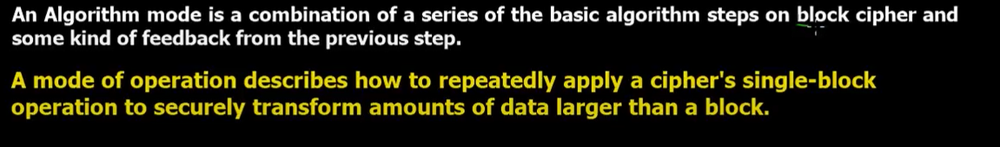 An Algorithm mode is a combination of a series of the basic algorithm steps on block cipher and
some kind of feedback from the previous step.
A mode of operation describes how to repeatedly apply a cipher's single-block
operation to securely transform amounts of data larger than a block.